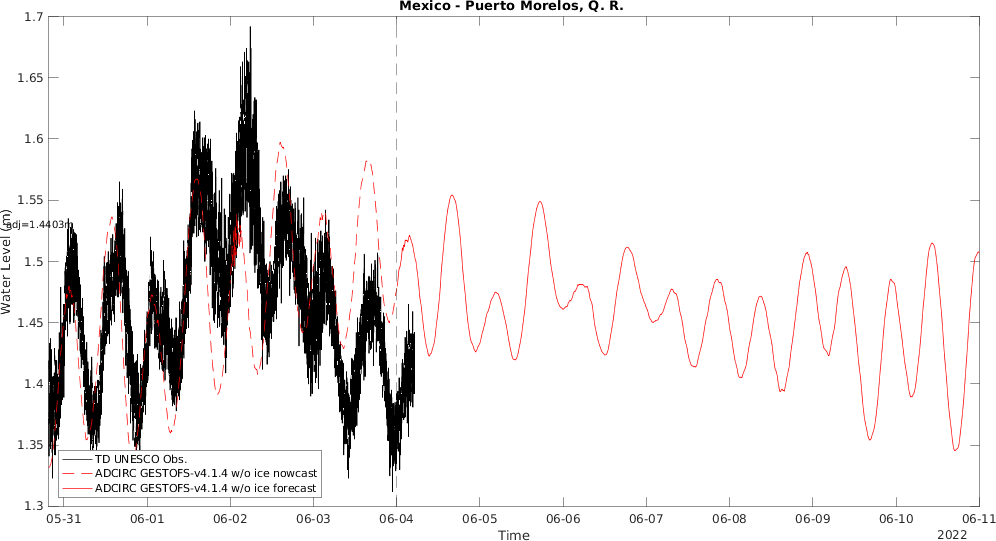 Mexico - Puerto Morelos, Q. R.
1.7
1.65
1.6
1.55
adj=1.4403m
1.5
1.45
1.4
1.35
1.3
Water Level (m)
TD UNESCO Obs.
ADCIRC GESTOFS-v4.1.4 w/o ice nowcast
ADCIRC GESTOFS-v4.1.4 w/o ice forecast
05-31 06-01 06-02 06-03 06-04 06-05 06-06 06-07 06-08 06-09 06-10 06-11
Time
2022